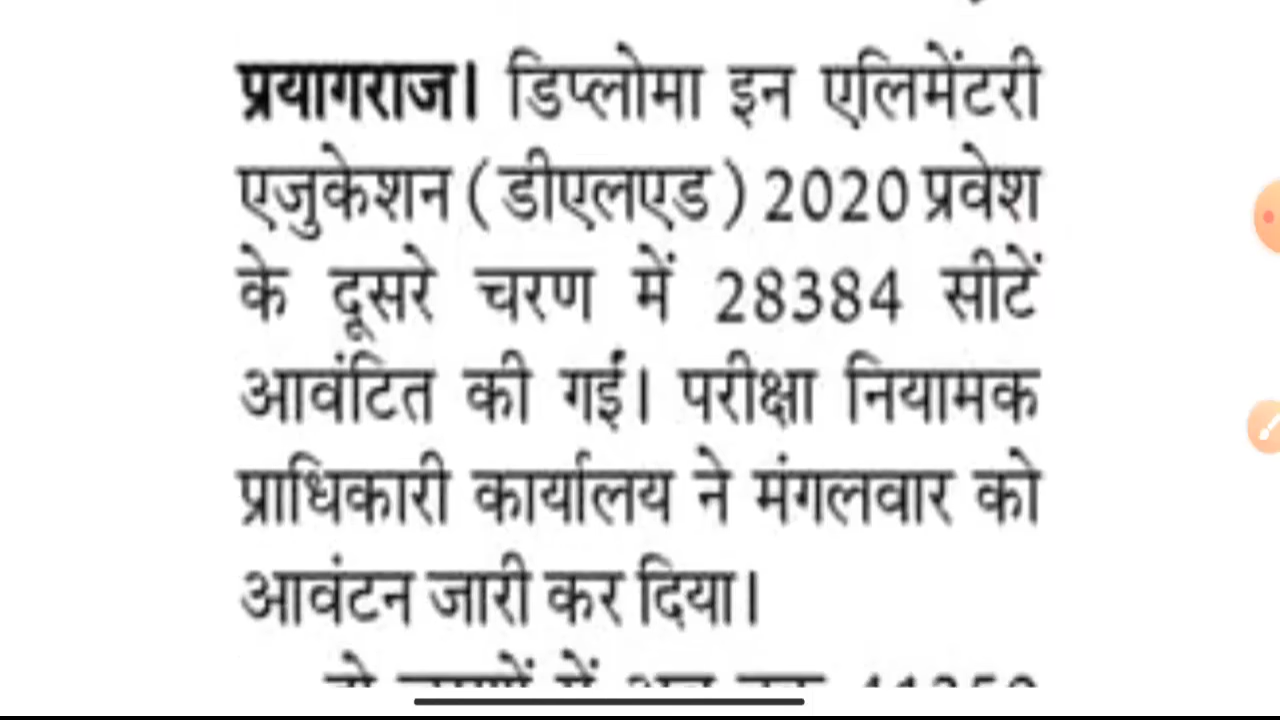 प्रयागराज। डिप्लोमा इन एलिमेंटरी
एजुकेशन (डीएलएड) 2020 प्रवेश
के दूसरे चरण में 28384 सीटें
आवंटित की गईं। परीक्षा नियामक
प्राधिकारी कार्यालय ने मंगलवार को
आवंटन जारी कर दिया।